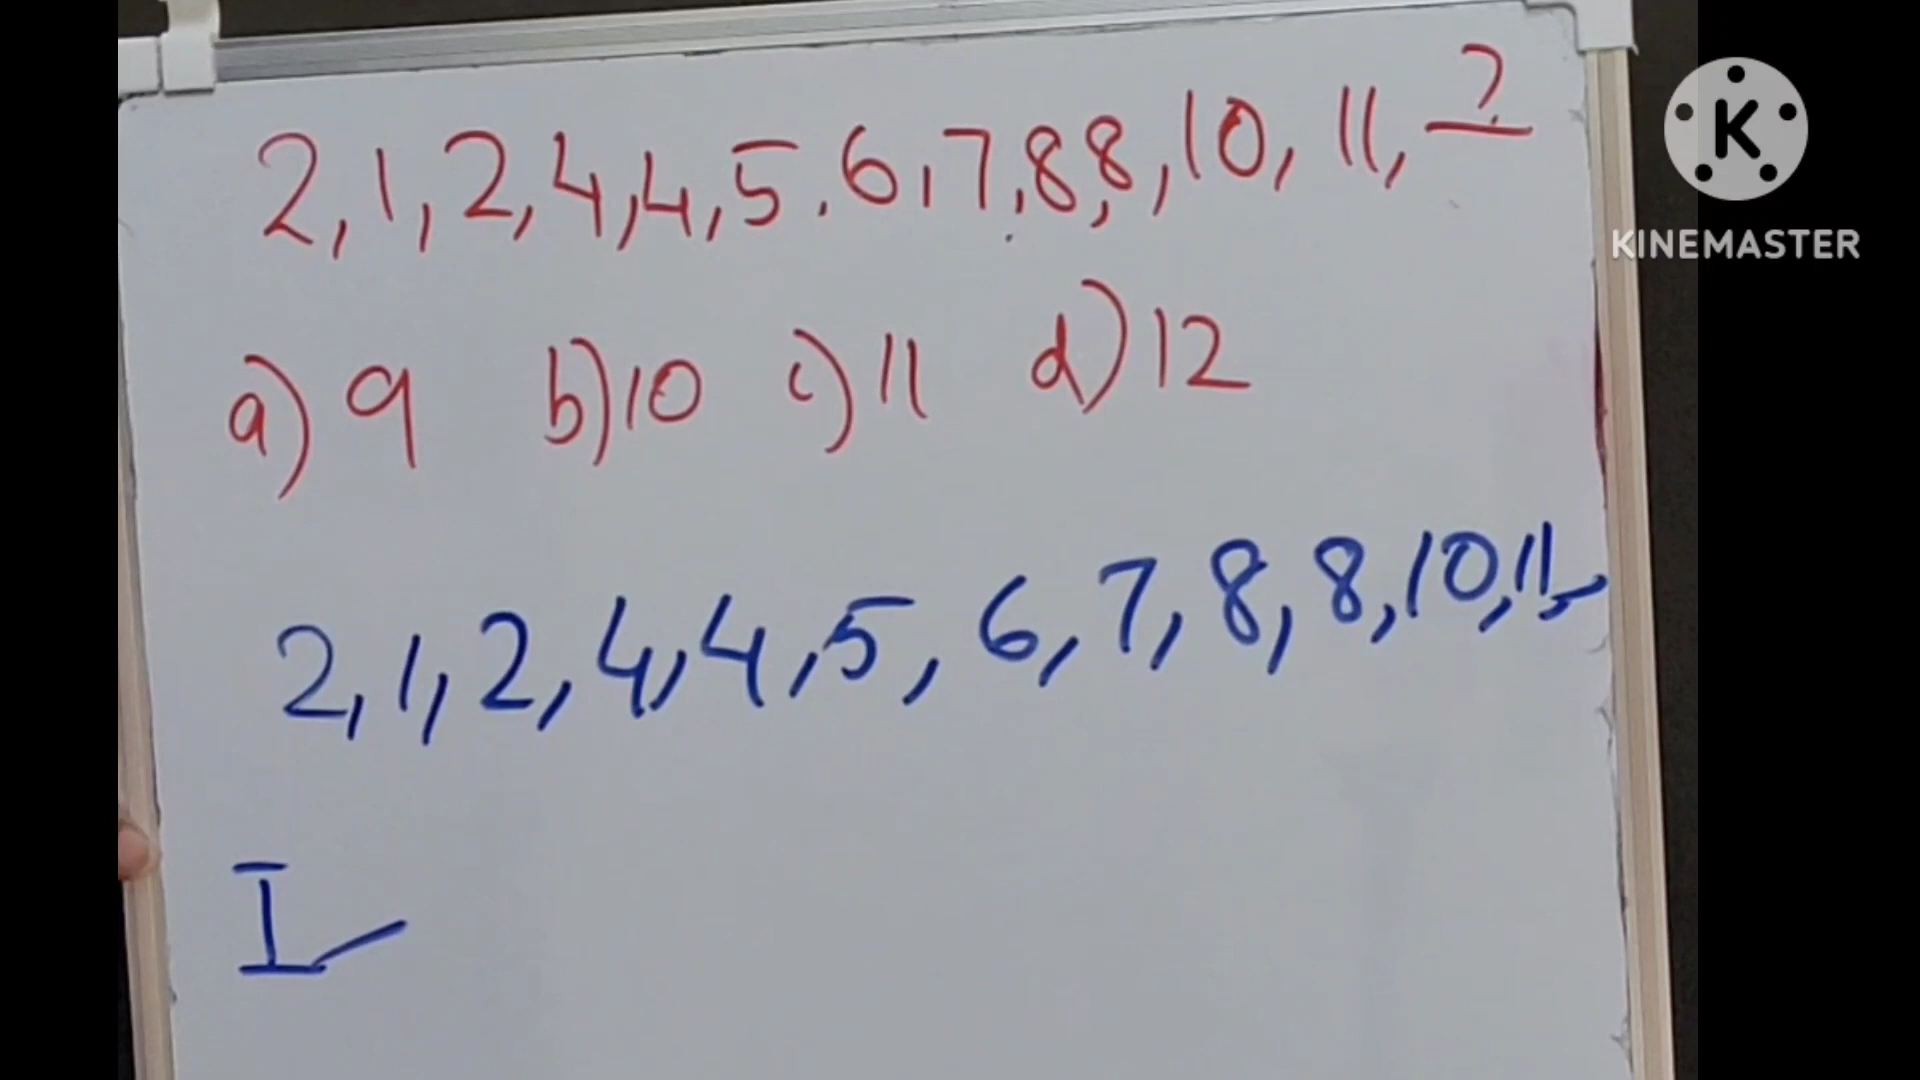 2, 1, 2, 4, 4, 5, 6, 7, 8, 8, 10, 11, ?
a) 9 b) 10 c) 11 d) 12
2, 1, 2, 4, 4, 5, 6, 7, 8, 8, 10, 11,
I
K
KINEMASTER